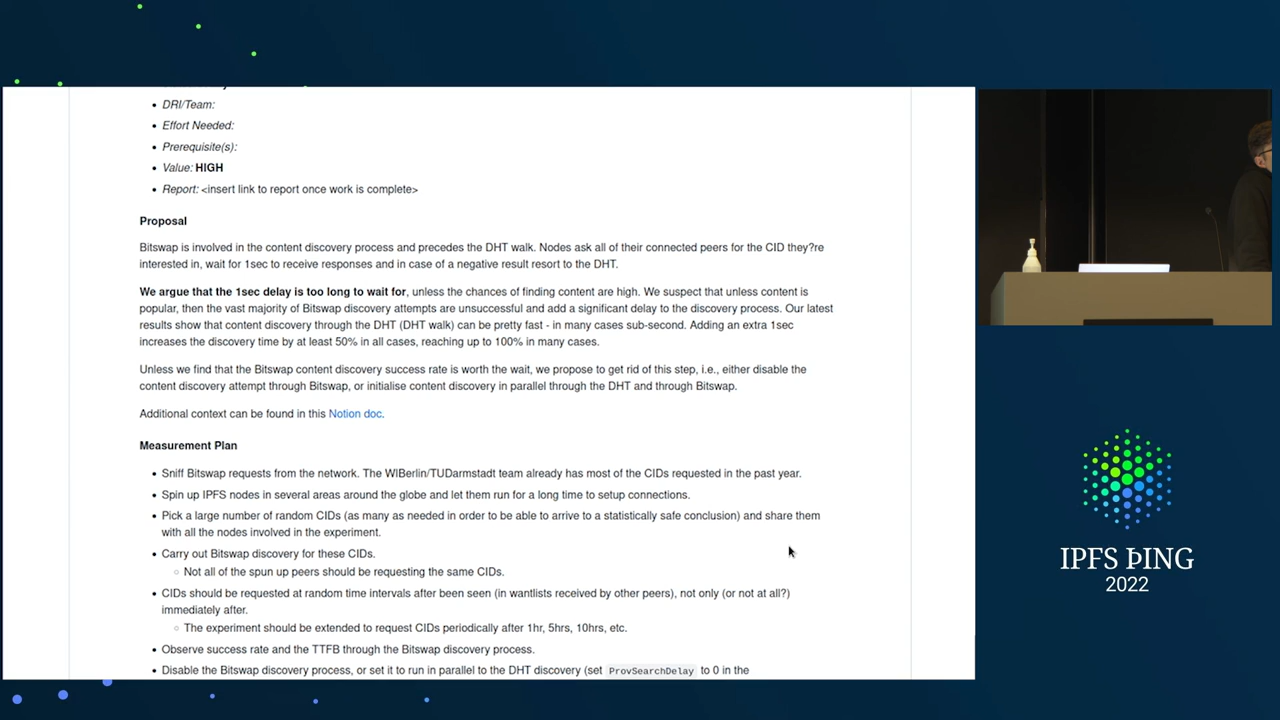 • DRI/Team:
• Effort Needed:
• Prerequisite(s):
• Value: HIGH
• Report: <insert link to report once work is complete>
Proposal
Bitswap is involved in the content discovery process and precedes the DHT walk. Nodes ask all of their connected peers for the CID they?re
interested in, wait for 1sec to receive responses and in case of a negative result resort to the DHT.
We argue that the 1sec delay is too long to wait for, unless the chances of finding content are high. We suspect that unless content is
popular, then the vast majority of Bitswap discovery attempts are unsuccessful and add a significant delay to the discovery process. Our latest
results show that content discovery through the DHT (DHT walk) can be pretty fast - in many cases sub-second. Adding an extra 1sec
increases the discovery time by at least 50% in all cases, reaching up to 100% in many cases.
Unless we find that the Bitswap content discovery success rate is worth the wait, we propose to get rid of this step, i.e., either disable the
content discovery attempt through Bitswap, or initialise content discovery in parallel through the DHT and through Bitswap.
Additional context can be found in this Notion doc.
Measurement Plan
• Sniff Bitswap requests from the network. The WIBerlin/TUDarmstadt team already has most of the CIDs requested in the past year.
• Spin up IPFS nodes in several areas around the globe and let them run for a long time to setup connections.
• Pick a large number of random CIDs (as many as needed in order to be able to arrive to a statistically safe conclusion) and share them
with all the nodes involved in the experiment.
• Carry out Bitswap discovery for these CIDs.
◦ Not all of the spun up peers should be requesting the same CIDs.
• CIDs should be requested at random time intervals after been seen (in wantlists received by other peers), not only (or not at all?)
immediately after.
◦ The experiment should be extended to request CIDs periodically after 1hr, 5hrs, 10hrs, etc.
• Observe success rate and the TTFB through the Bitswap discovery process.
• Disable the Bitswap discovery process, or set it to run in parallel to the DHT discovery (set ProvSearchDelay to 0 in the
IPFS ÞING
2022